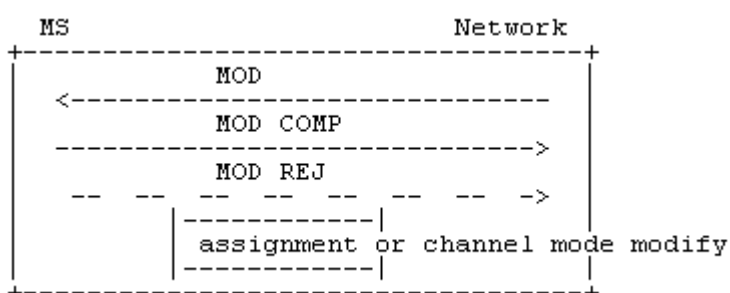 MS Network
MOD
MOD COMP
MOD REJ
assignment or channel mode modify